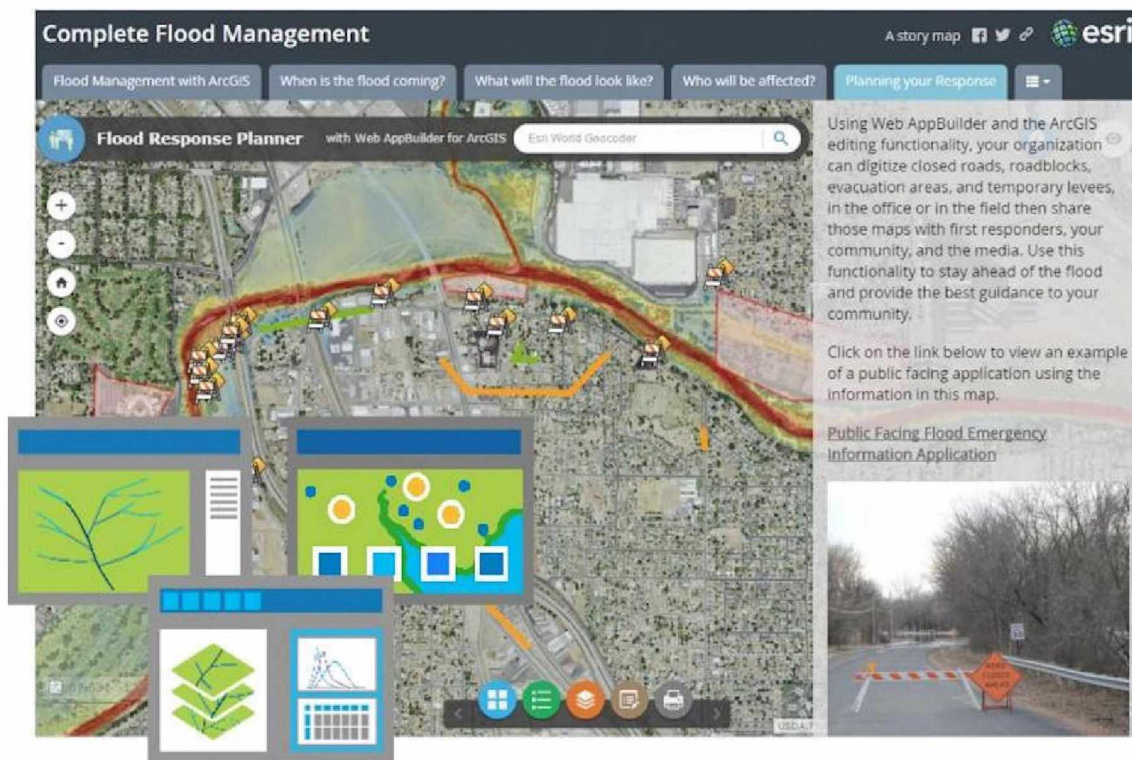 Complete Flood Management
A story map
esri
Flood Management with ArcGIS
When is the flood coming?
What will the flood look like?
Who will be affected?
Planning your Response
Flood Response Planner
with Web AppBuilder for ArcGIS
Esri World Geocoder
Using Web AppBuilder and the ArcGIS
editing functionality, your organization
can digitize closed roads, roadblocks,
evacuation areas, and temporary levees,
in the office or in the field then share
those maps with first responders, your
community, and the media. Use this
functionality to stay ahead of the flood
and provide the best guidance to your
community.
Click on the link below to view an example
of a public facing application using the
information in this map.
Public Facing Flood Emergency
Information Application
ROAD
CLOSED
AHEAD